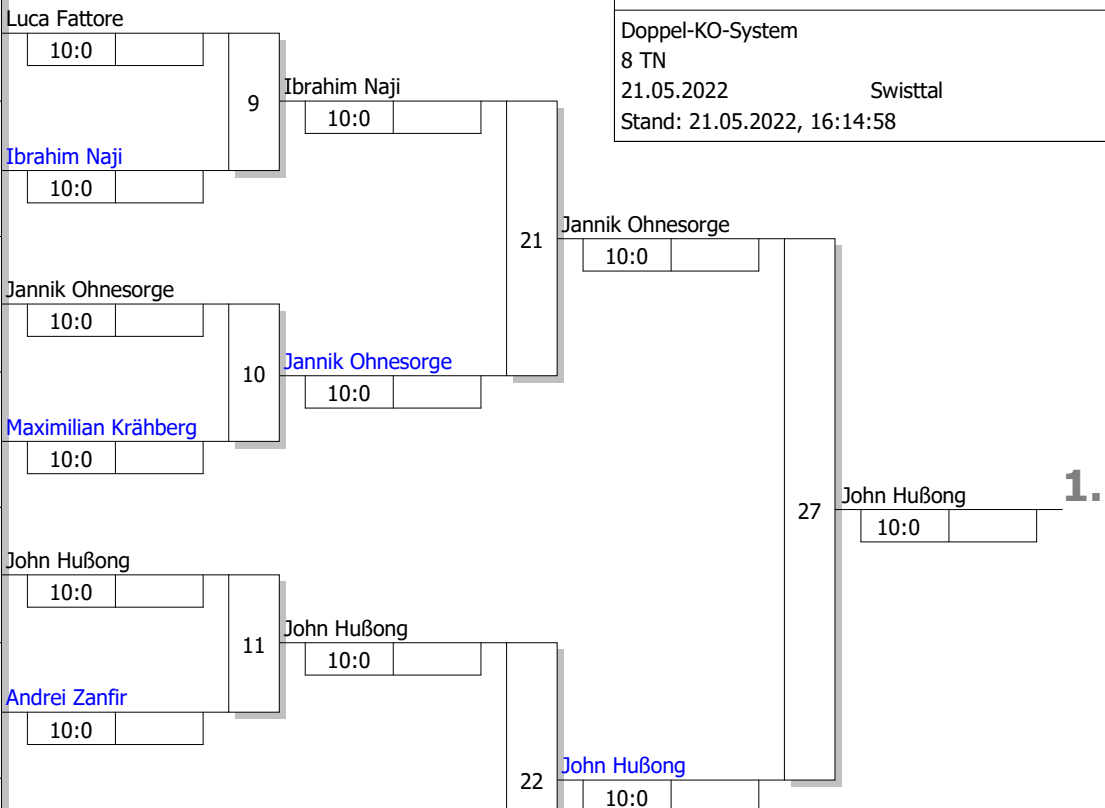 Luca Fattore
10:0
Doppel-KO-System
8 TN
21.05.2022 Swisttal
Stand: 21.05.2022, 16:14:58
9
Ibrahim Naji
10:0
Ibrahim Naji
10:0
21
Jannik Ohnesorge
10:0
Jannik Ohnesorge
10:0
10
Jannik Ohnesorge
10:0
Maximilian Krähberg
10:0
27
John Hußong
1.
10:0
John Hußong
10:0
11
John Hußong
10:0
Andrei Zanfir
10:0
22
John Hußong
10:0